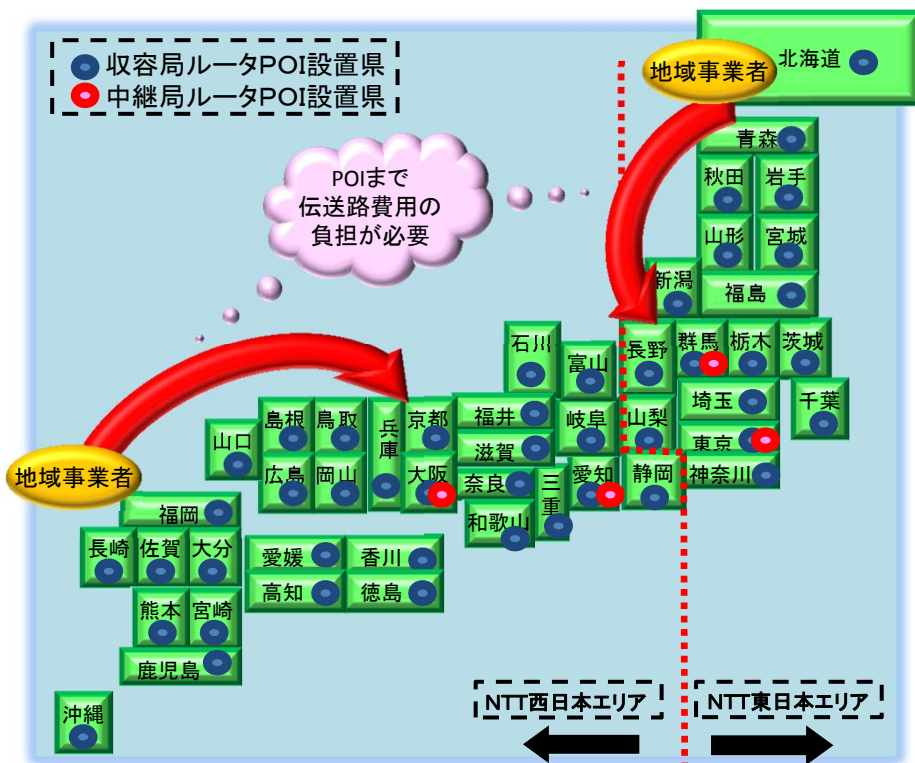 収容局ルータPOI設置県
中継局ルータPOI設置県
地域事業者
北海道
POIまで
伝送路費用の
負担が必要
青森
秋田
岩手
山形
宮城
新潟
福島
石川
富山
長野
群馬
栃木
茨城
島根
鳥取
兵庫
京都
福井
岐阜
山梨
埼玉
千葉
山口
滋賀
東京
地域事業者
広島
岡山
大阪
奈良
三重
愛知
静岡
神奈川
福岡
和歌山
長崎
佐賀
大分
愛媛
香川
高知
徳島
熊本
宮崎
鹿児島
沖縄
NTT西日本エリア
NTT東日本エリア